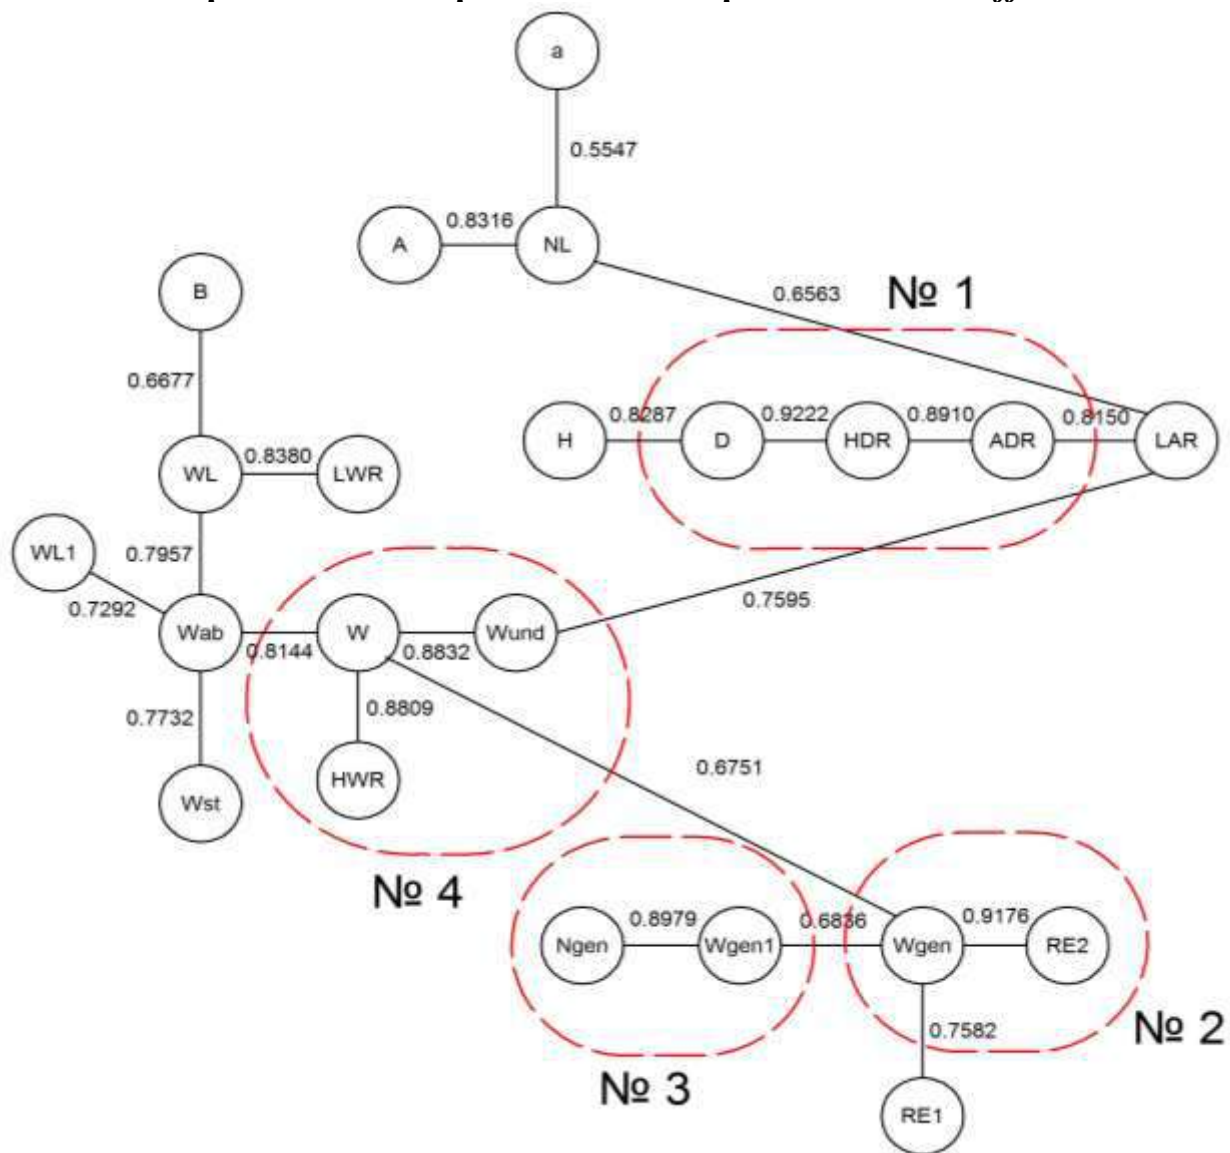 a
0.5547
A 0.8316 NL
0.6563 № 1
B
0.6677
H 0.8287 D 0.9222 HDR 0.8910 ADR 0.8150 LAR
WL 0.8380 LWR
WL1 0.7957
0.7292 0.7595
Wab 0.8144 W 0.8832 Wund
0.7732 0.8809
HWR 0.6751
Wst
№ 4
Ngen 0.8979 Wgen1 0.6836 Wgen 0.9176 RE2
0.7582 № 2
№ 3
RE1